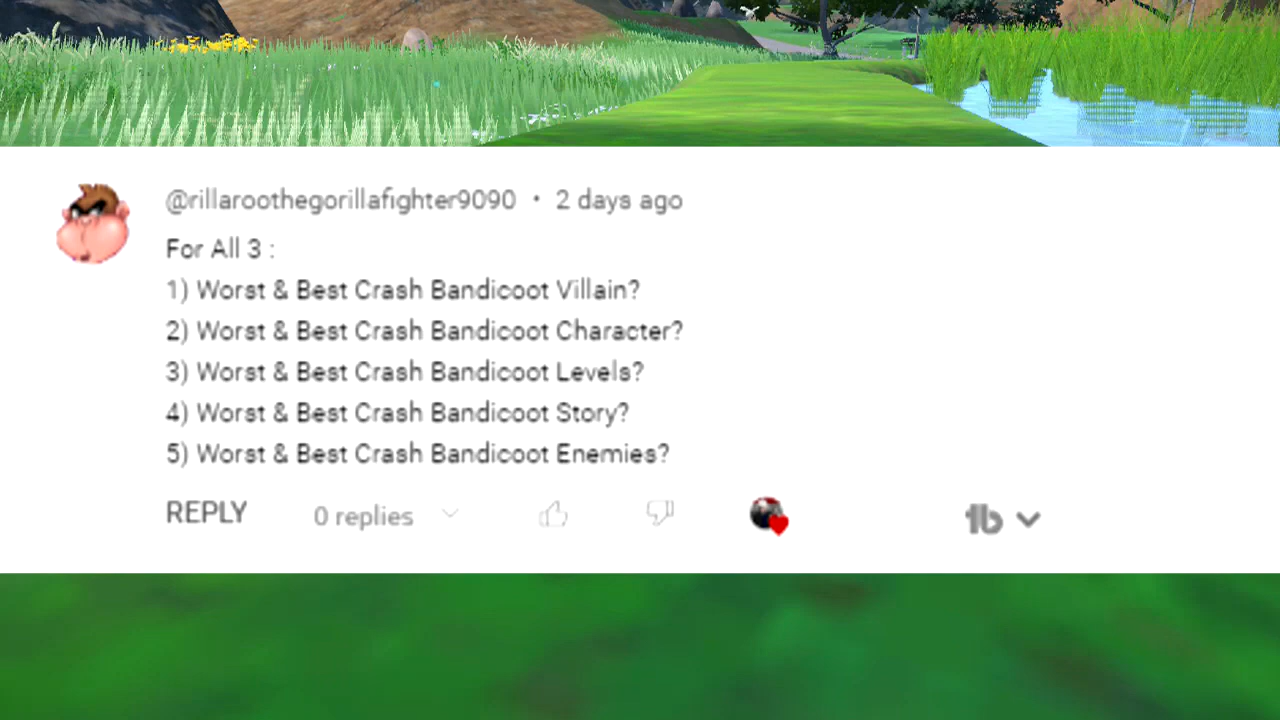 @rillaroothegorillafighter9090 • 2 days ago
For All 3 :
1) Worst & Best Crash Bandicoot Villain?
2) Worst & Best Crash Bandicoot Character?
3) Worst & Best Crash Bandicoot Levels?
4) Worst & Best Crash Bandicoot Story?
5) Worst & Best Crash Bandicoot Enemies?
REPLY 0 replies